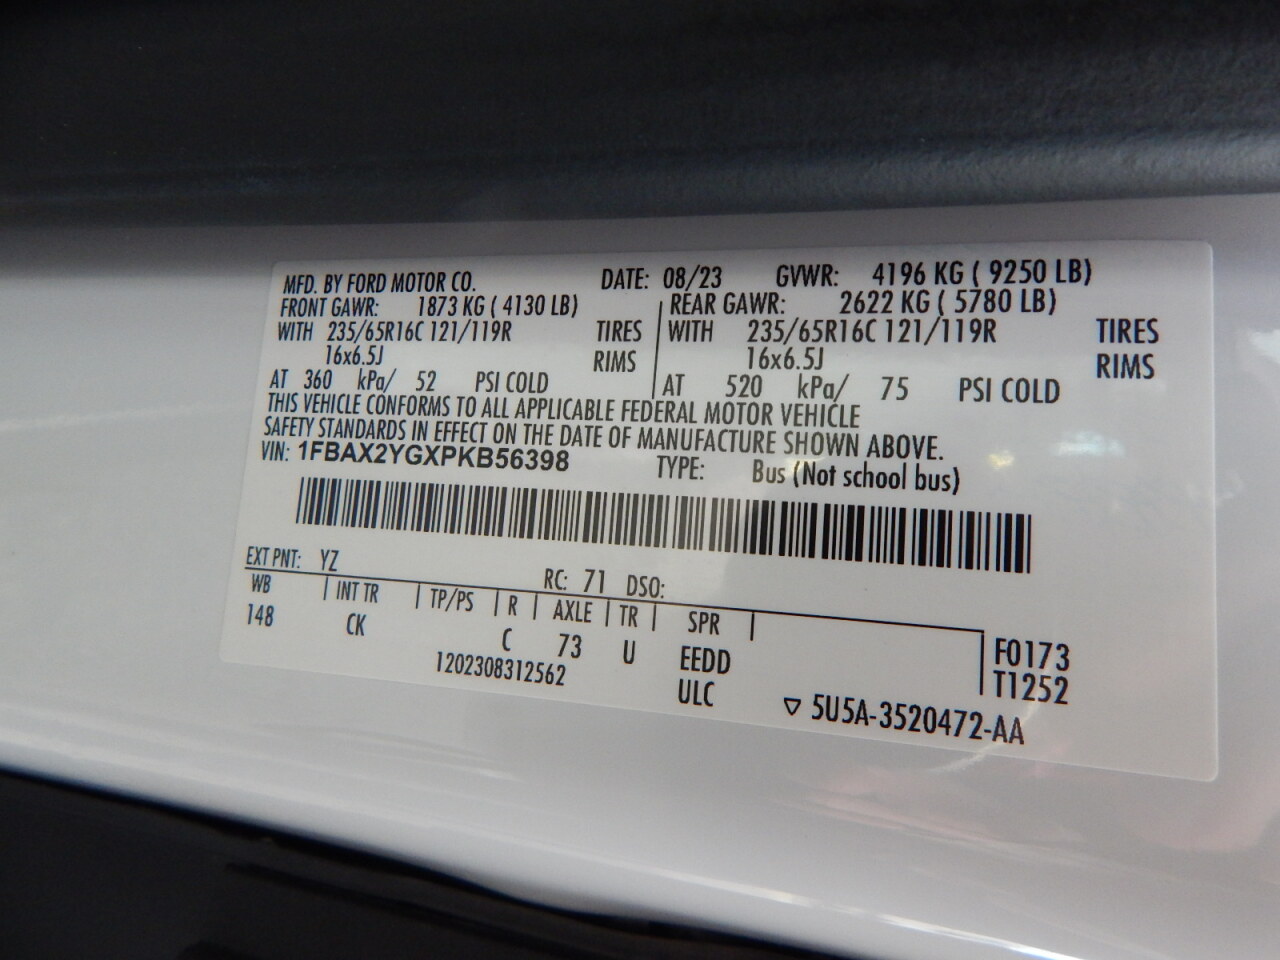 MFD. BY FORD MOTOR CO. DATE: 08/23 GVWR: 4196 KG ( 9250 LB)
FRONT GAWR: 1873 KG ( 4130 LB) REAR GAWR: 2622 KG ( 5780 LB)
WITH 235/65R16C 121/119R TIRES WITH 235/65R16C 121/119R TIRES
16x6.5J RIMS 16x6.5J RIMS
AT 360 kPa/ 52 PSI COLD AT 520 kPa/ 75 PSI COLD
THIS VEHICLE CONFORMS TO ALL APPLICABLE FEDERAL MOTOR VEHICLE
SAFETY STANDARDS IN EFFECT ON THE DATE OF MANUFACTURE SHOWN ABOVE.
VIN: 1FBAX2YGXPKB56398 TYPE: Bus (Not school bus)
EXT PNT: YZ RC: 71 DSO:
WB INT TR TP/PS R AXLE TR SPR
148 CK C 73 U EEDD F0173
1202308312562 ULC T1252
▽ 5U5A-3520472-AA